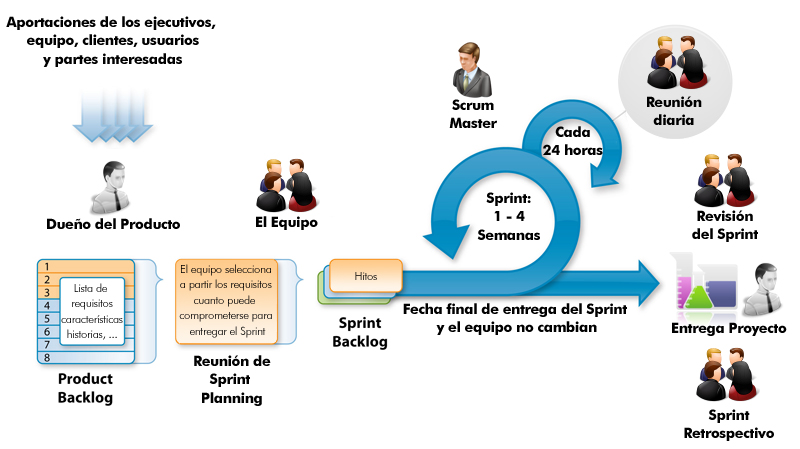 Aportaciones de los ejecutivos,
equipo, clientes, usuarios
y partes interesadas
Scrum
Master
Reunión
diaria
Cada
24 horas
Dueño del Producto
El Equipo
Sprint:
1 - 4
Semanas
Revisión
del Sprint
1
2
3
4
5
6
7
8
Lista de
requisitos
características
historias, ...
Product
Backlog
El equipo selecciona
a partir los requisitos
cuanto puede
comprometerse para
entregar el Sprint
Reunión de
Sprint
Planning
Hitos
Sprint
Backlog
Fecha final de entrega del Sprint
y el equipo no cambian
Entrega Proyecto
Sprint
Retrospectivo